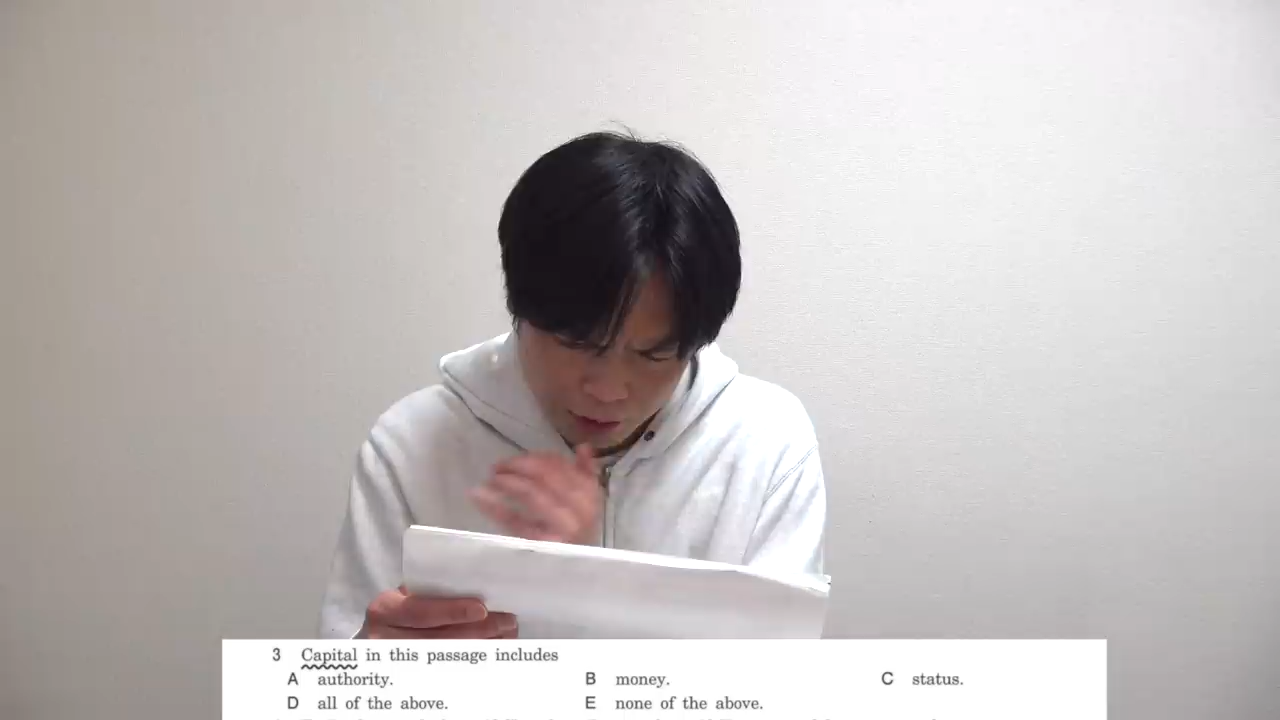 3 Capital in this passage includes
A authority. B money. C status.
D all of the above. E none of the above.